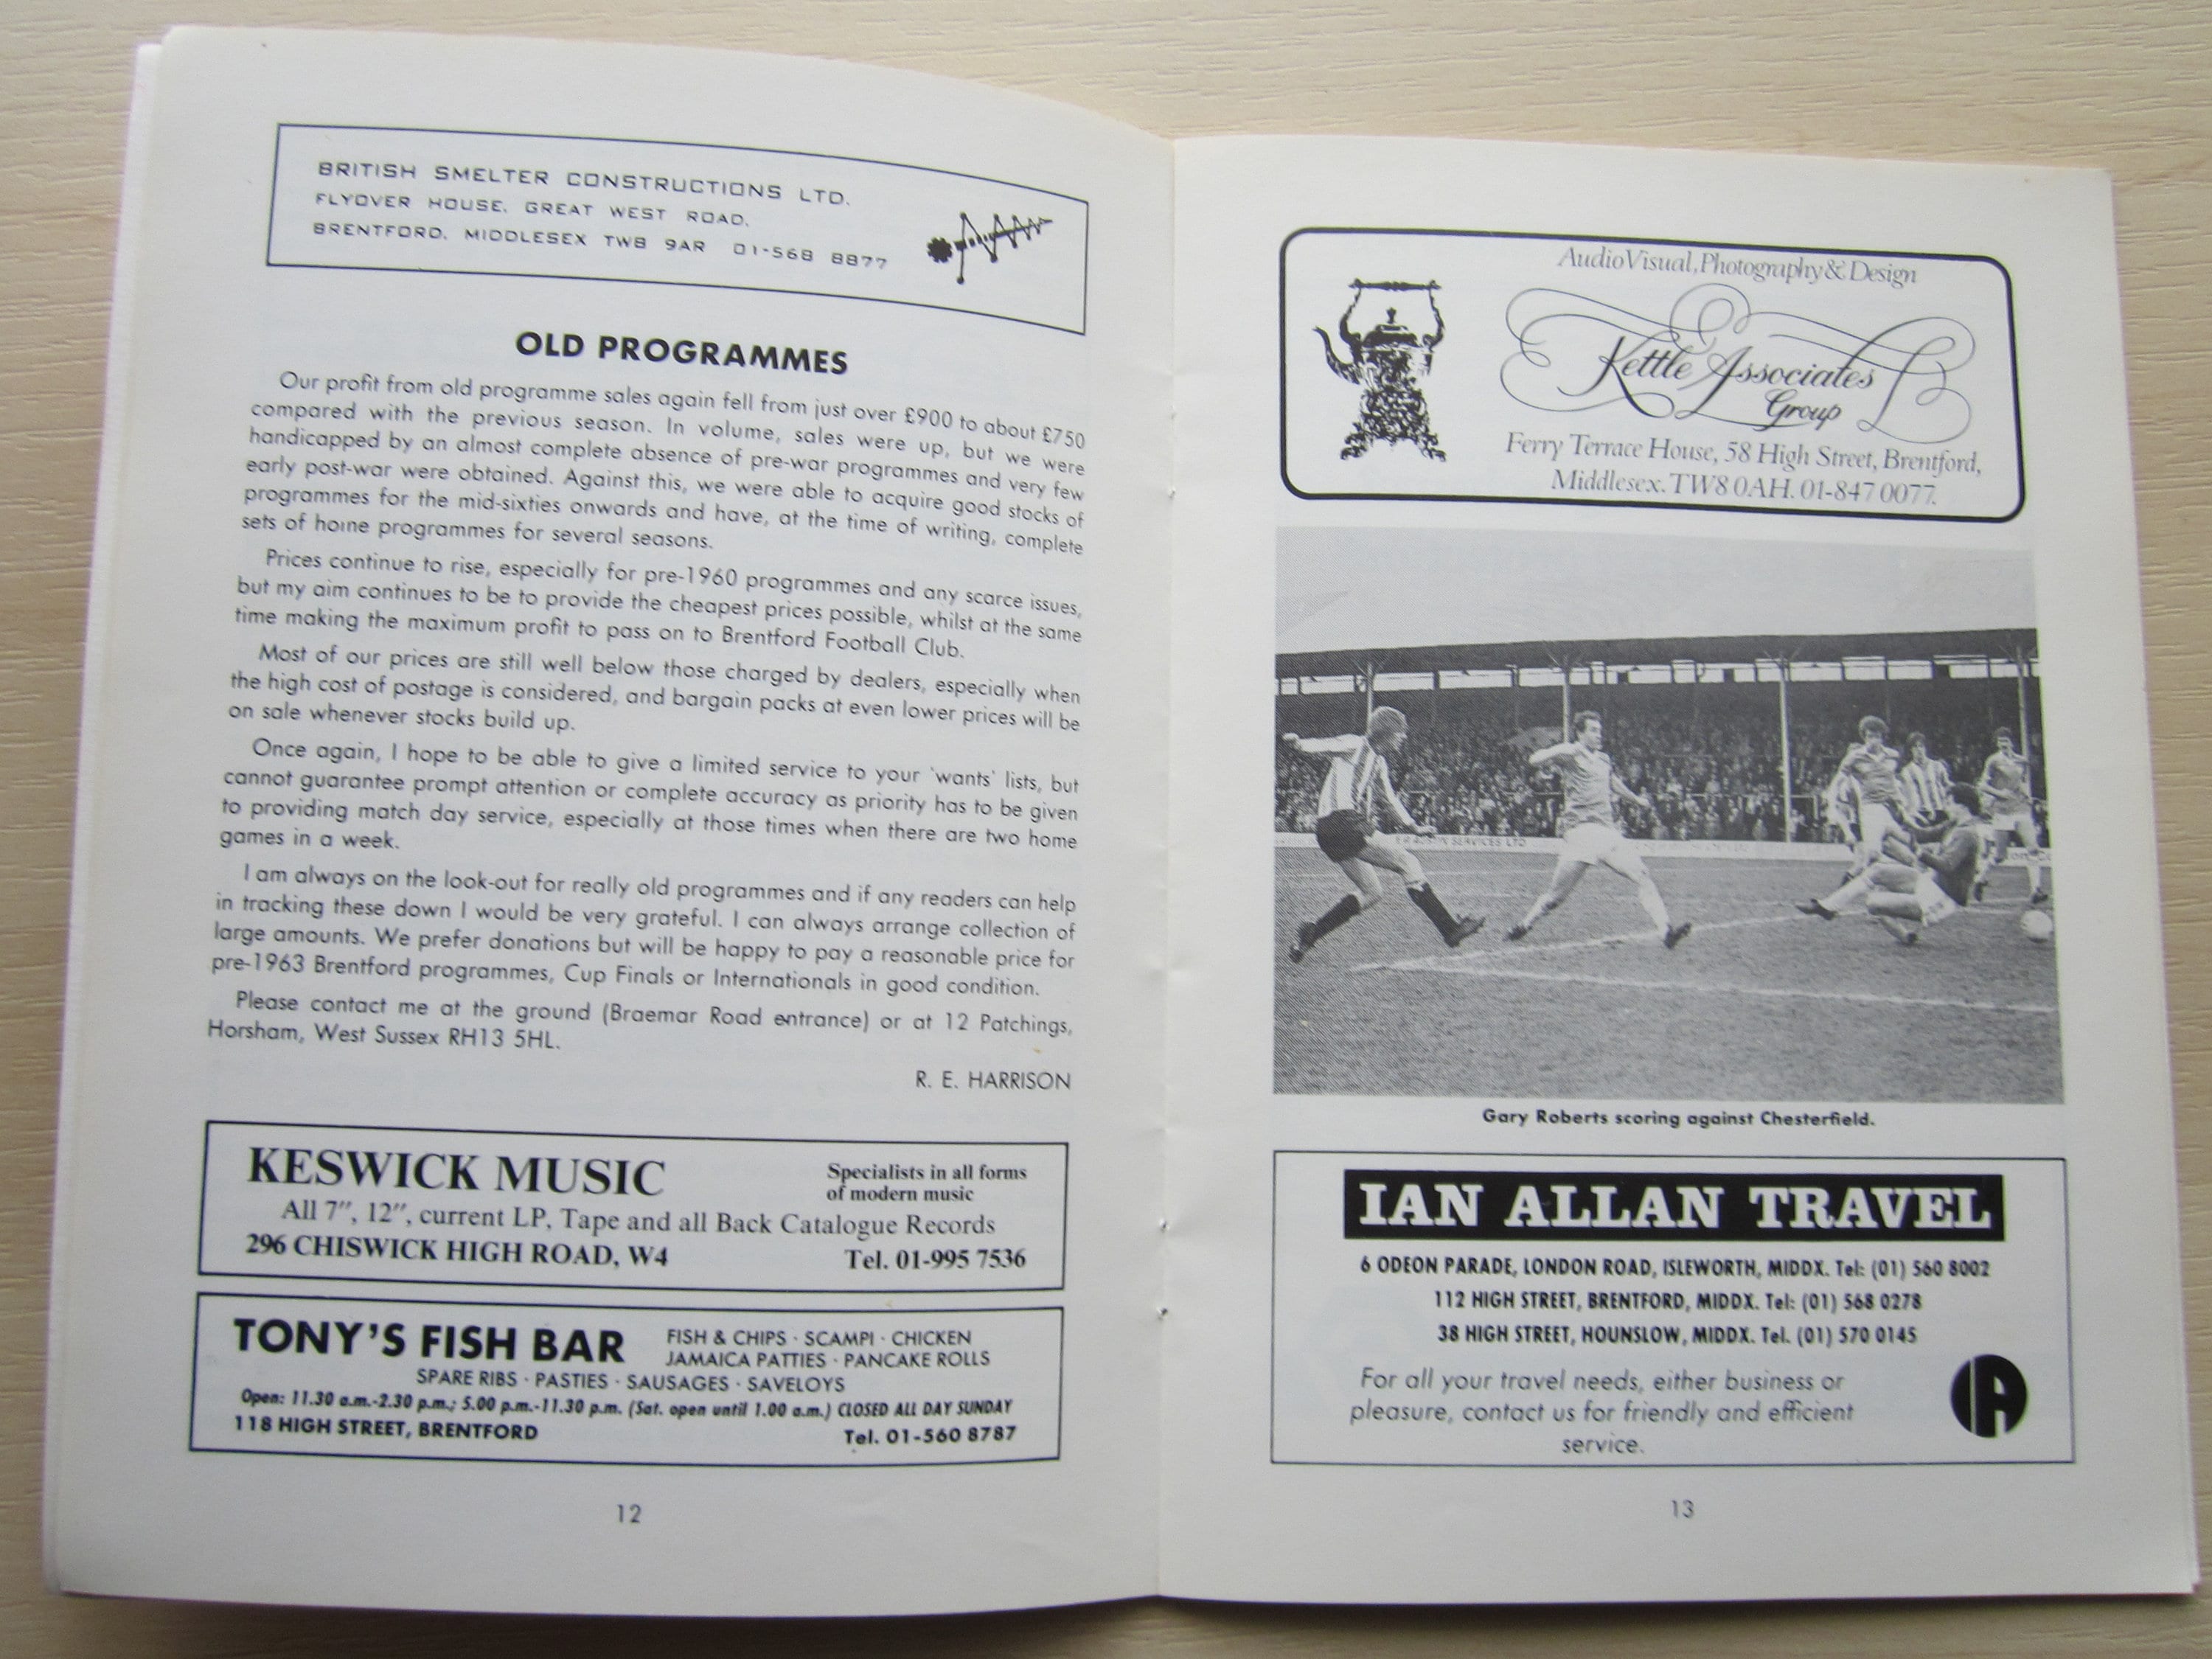 BRITISH SMELTER CONSTRUCTIONS LTD.
FLYOVER HOUSE, GREAT WEST ROAD,
BRENTFORD, MIDDLESEX TW8 9AR 01-568 8877
OLD PROGRAMMES
Our profit from old programme sales again fell from just over £900 to about £750
compared with the previous season. In volume, sales were up, but we were
handicapped by an almost complete absence of pre-war programmes and very few
early post-war were obtained. Against this, we were able to acquire good stocks of
programmes for the mid-sixties onwards and have, at the time of writing, complete
sets of home programmes for several seasons.
Prices continue to rise, especially for pre-1960 programmes and any scarce issues,
but my aim continues to be to provide the cheapest prices possible, whilst at the same
time making the maximum profit to pass on to Brentford Football Club.
Most of our prices are still well below those charged by dealers, especially when
the high cost of postage is considered, and bargain packs at even lower prices will be
on sale whenever stocks build up.
Once again, I hope to be able to give a limited service to your 'wants' lists, but
cannot guarantee prompt attention or complete accuracy as priority has to be given
to providing match day service, especially at those times when there are two home
games in a week.
I am always on the look-out for really old programmes and if any readers can help
in tracking these down I would be very grateful. I can always arrange collection of
large amounts. We prefer donations but will be happy to pay a reasonable price for
pre-1963 Brentford programmes, Cup Finals or Internationals in good condition.
Please contact me at the ground (Braemar Road entrance) or at 12 Patchings,
Horsham, West Sussex RH13 5HL.
R. E. HARRISON
KESWICK MUSIC
Specialists in all forms
of modern music
All 7", 12", current LP, Tape and all Back Catalogue Records
296 CHISWICK HIGH ROAD, W4 Tel. 01-995 7536
TONY'S FISH BAR
FISH & CHIPS · SCAMPI · CHICKEN
JAMAICA PATTIES · PANCAKE ROLLS
SPARE RIBS · PASTIES · SAUSAGES · SAVELOYS
Open: 11.30 a.m.-2.30 p.m.; 5.00 p.m.-11.30 p.m. (Sat. open until 1.00 a.m.) CLOSED ALL DAY SUNDAY
118 HIGH STREET, BRENTFORD Tel. 01-560 8787
12
Audio Visual, Photography & Design
Kettle Associates
Group
Ferry Terrace House, 58 High Street, Brentford,
Middlesex. TW8 0AH. 01-847 0077.
SERVICES LTD
Gary Roberts scoring against Chesterfield.
IAN ALLAN TRAVEL
6 ODEON PARADE, LONDON ROAD, ISLEWORTH, MIDDX. Tel: (01) 560 8002
112 HIGH STREET, BRENTFORD, MIDDX. Tel: (01) 568 0278
38 HIGH STREET, HOUNSLOW, MIDDX. Tel. (01) 570 0145
For all your travel needs, either business or
pleasure, contact us for friendly and efficient
service.
IA
13